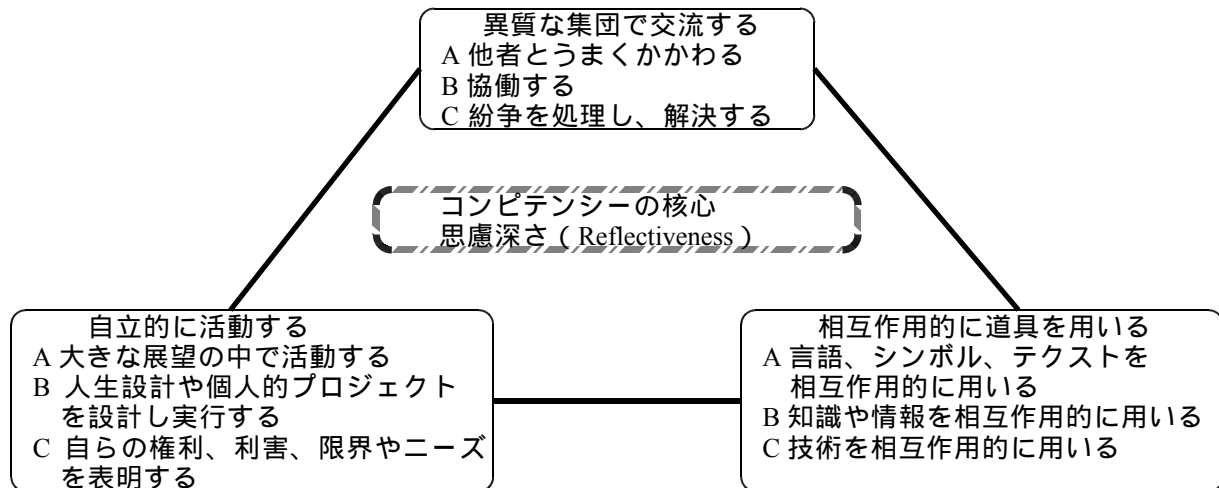 異質な集団で交流する
A 他者とうまくかかわる
B 協働する
C 紛争を処理し、解決する
コンピテンシーの核心
思慮深さ（Reflectiveness）
自立的に活動する
A 大きな展望の中で活動する
B 人生設計や個人的プロジェクト
を設計し実行する
C 自らの権利、利害、限界やニーズ
を表明する
相互作用的に道具を用いる
A 言語、シンボル、テクストを
相互作用的に用いる
B 知識や情報を相互作用的に用いる
C 技術を相互作用的に用いる